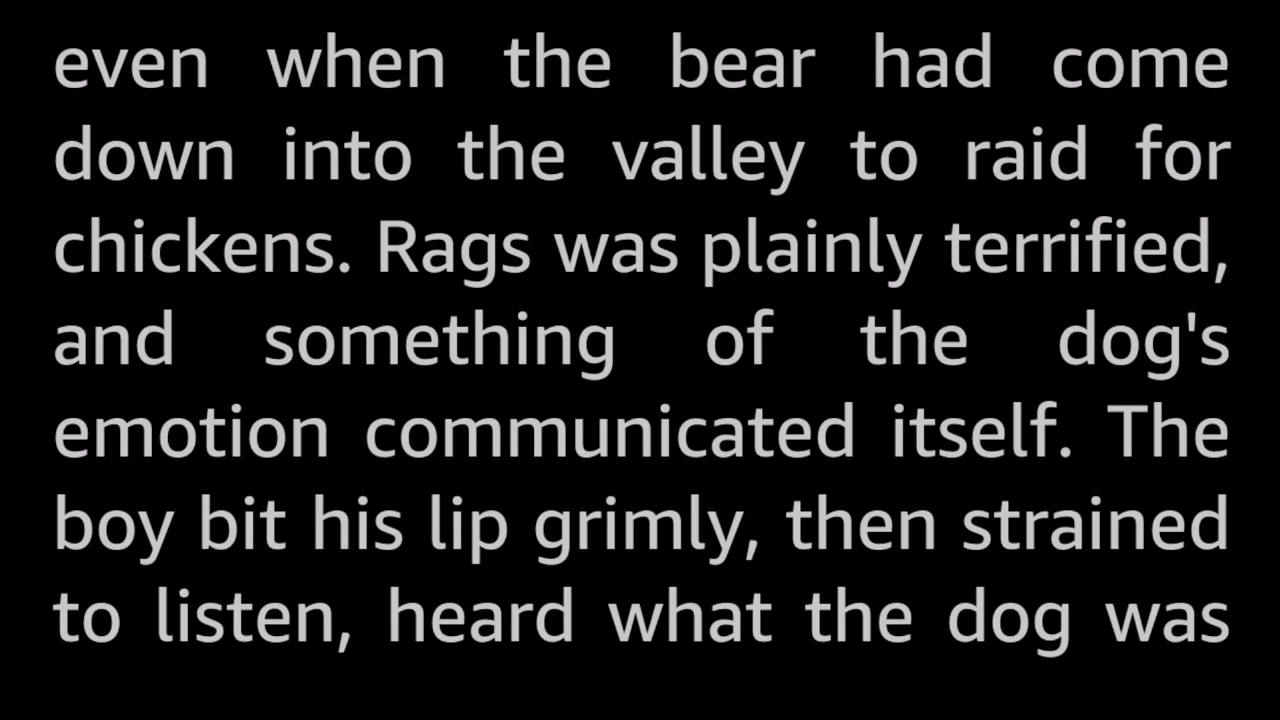 even when the bear had come
down into the valley to raid for
chickens. Rags was plainly terrified,
and something of the dog's
emotion communicated itself. The
boy bit his lip grimly, then strained
to listen, heard what the dog was